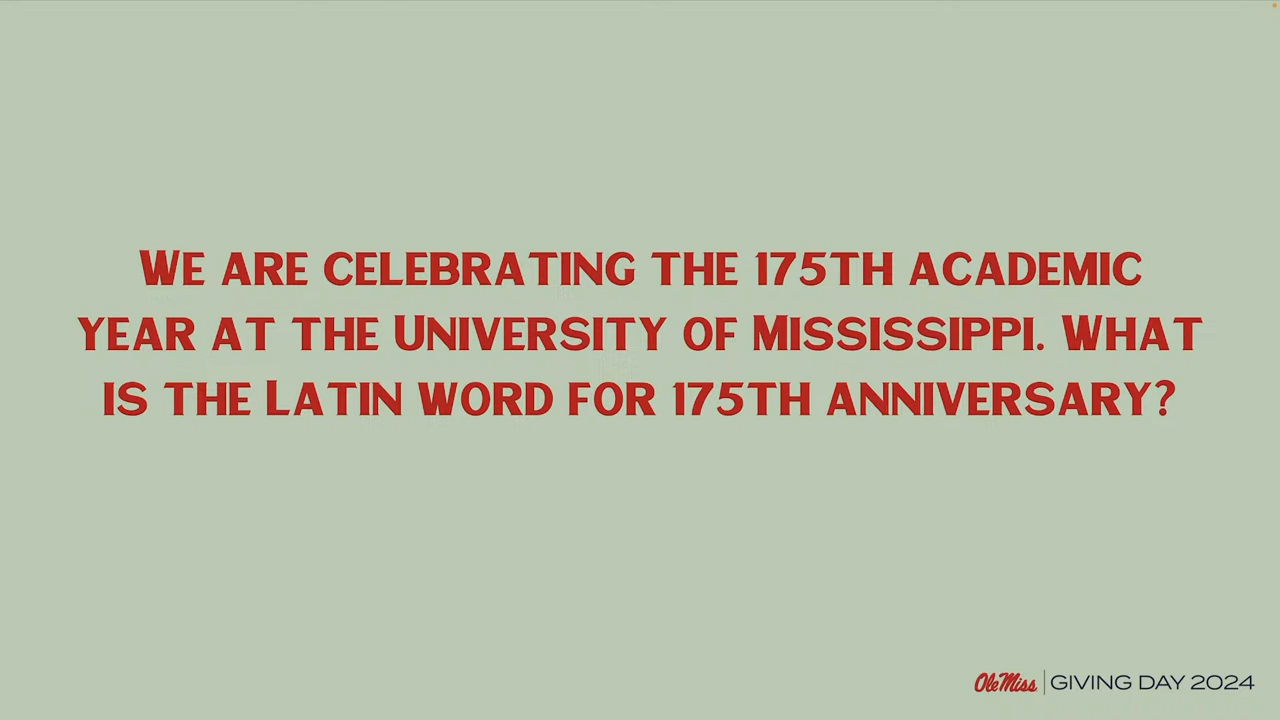 We are celebrating the 175th academic
year at the University of Mississippi. What
is the Latin word for 175th anniversary?
Ole Miss | GIVING DAY 2024